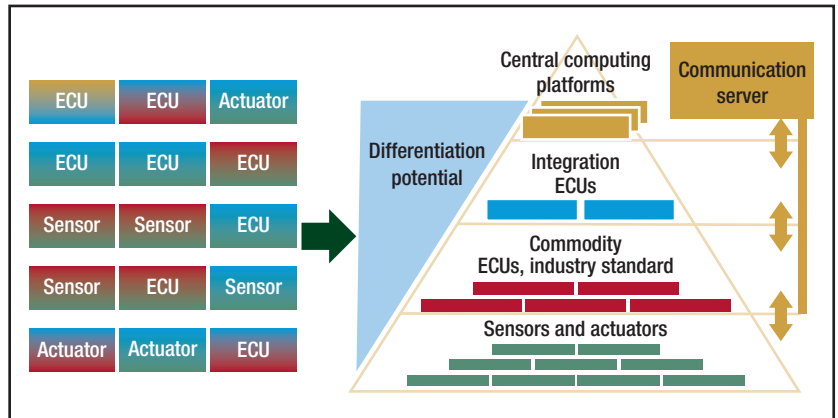 ECU
ECU
Actuator
ECU
ECU
ECU
Sensor
Sensor
ECU
Sensor
ECU
Sensor
Actuator
Actuator
ECU
Differentiation
potential
Central computing
platforms
Communication
server
Integration
ECUs
Commodity
ECUs, industry standard
Sensors and actuators